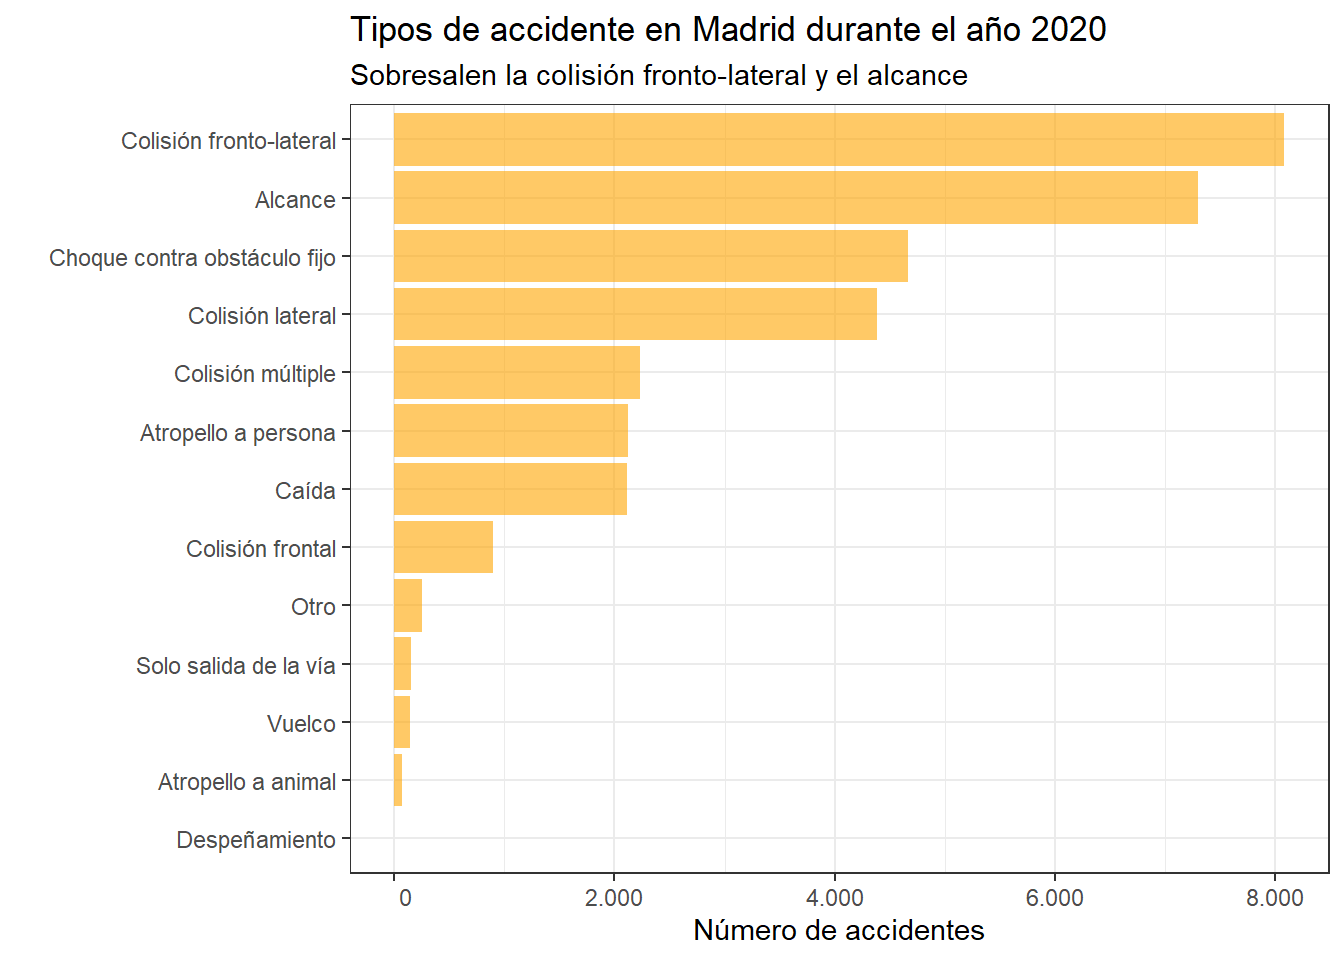 Tipos de accidente en Madrid durante el año 2020
Sobresalen la colisión fronto-lateral y el alcance
Colisión fronto-lateral
Alcance
Choque contra obstáculo fijo
Colisión lateral
Colisión múltiple
Atropello a persona
Caída
Colisión frontal
Otro
Solo salida de la vía
Vuelco
Atropello a animal
Despeñamiento
0 2.000 4.000 6.000 8.000
Número de accidentes